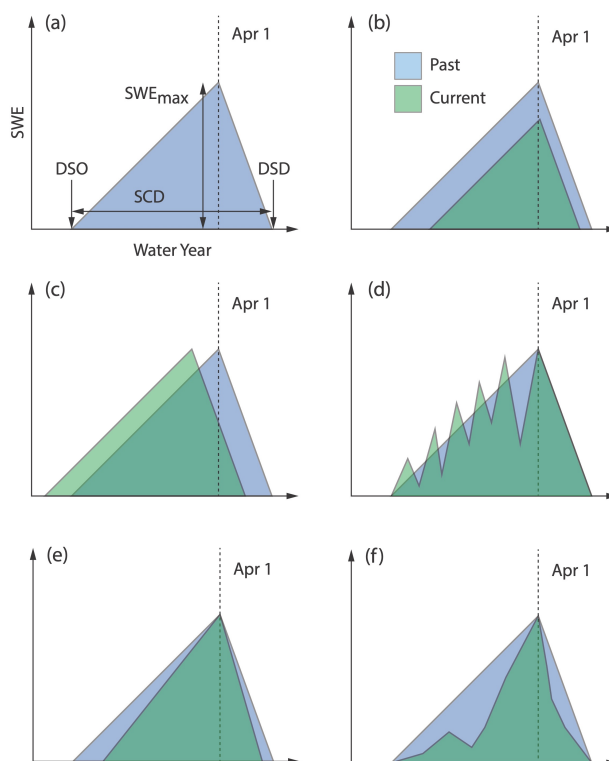 (a)
Apr 1
SWEmax
SWE
DSO
DSD
SCD
Water Year
(b)
Apr 1
Past
Current
(c)
Apr 1
(d)
Apr 1
(e)
Apr 1
(f)
Apr 1